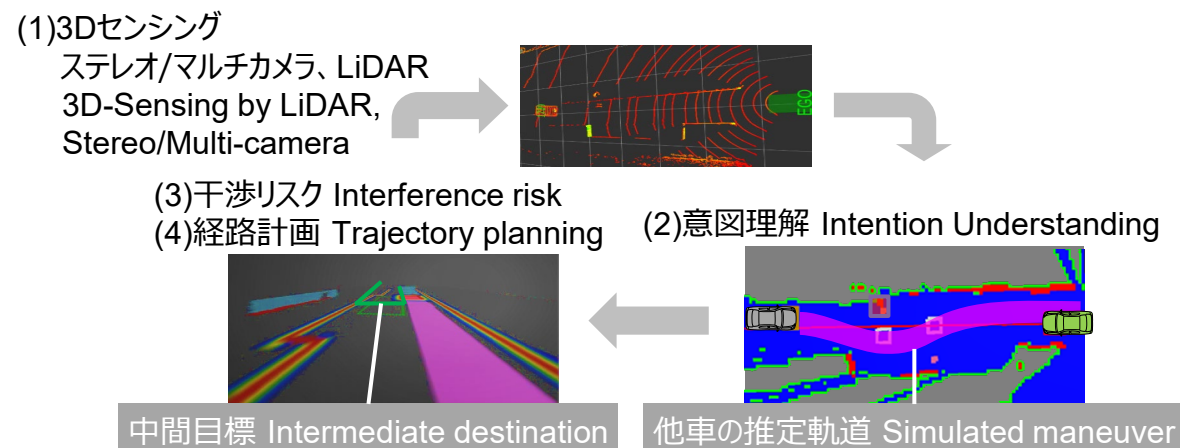 (1)3Dセンシング
ステレオ/マルチカメラ、LiDAR
3D-Sensing by LiDAR,
Stereo/Multi-camera
EGO
(3)干渉リスク Interference risk
(4)経路計画 Trajectory planning
(2)意図理解 Intention Understanding
中間目標 Intermediate destination
他車の推定軌道 Simulated maneuver